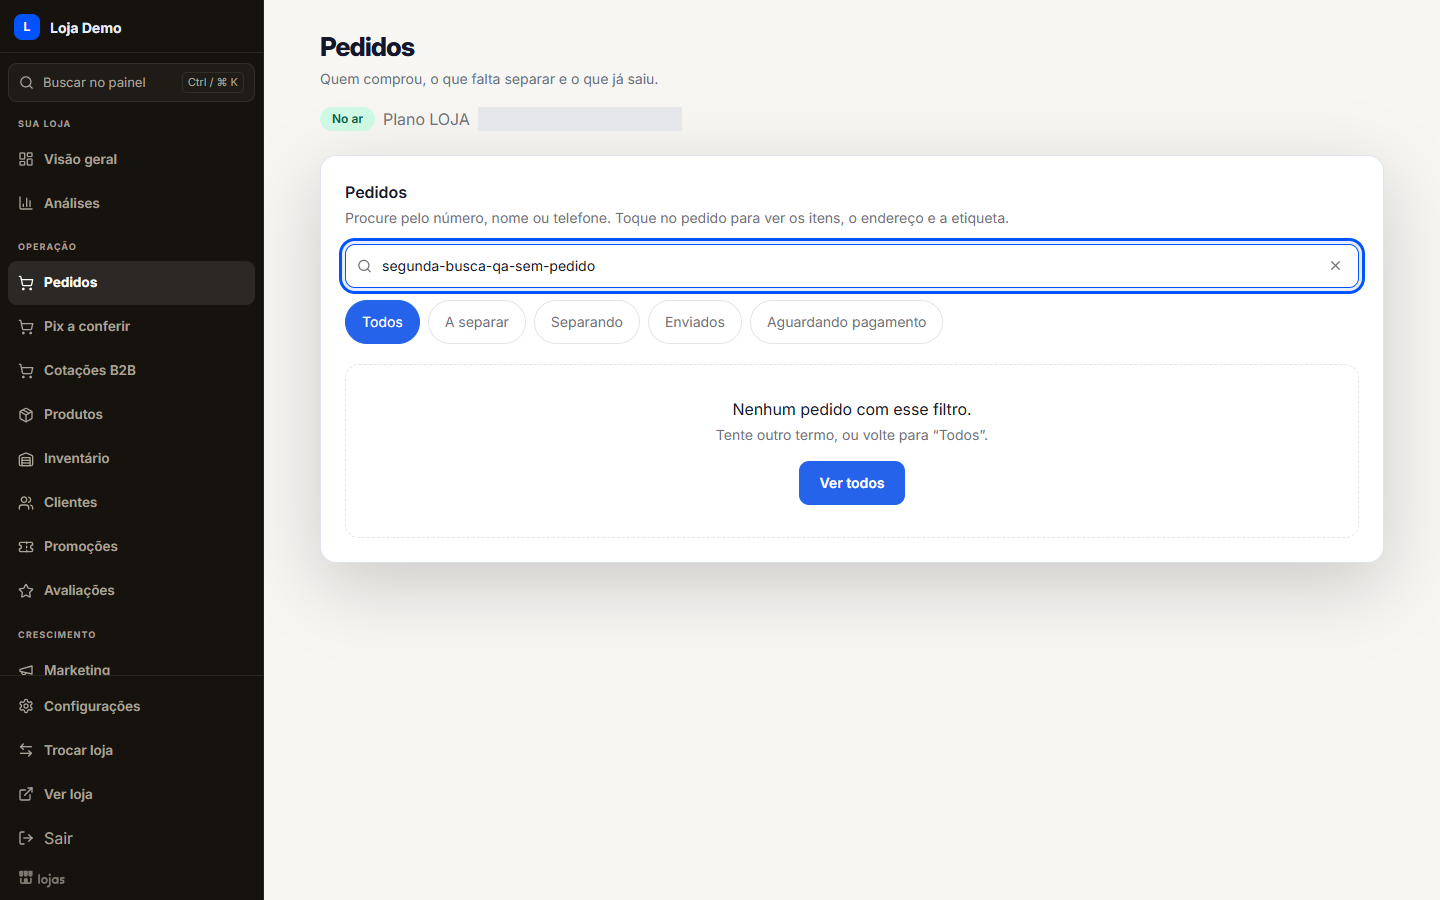 L Loja Demo
Buscar no painel Ctrl / ⌘ K
SUA LOJA
Visão geral
Análises
OPERAÇÃO
Pedidos
Pix a conferir
Cotações B2B
Produtos
Inventário
Clientes
Promoções
Avaliações
CRESCIMENTO
Marketing
Configurações
Trocar loja
Ver loja
Sair
lojas
Pedidos
Quem comprou, o que falta separar e o que já saiu.
No ar Plano LOJA
Pedidos
Procure pelo número, nome ou telefone. Toque no pedido para ver os itens, o endereço e a etiqueta.
segunda-busca-qa-sem-pedido
Todos A separar Separando Enviados Aguardando pagamento
Nenhum pedido com esse filtro.
Tente outro termo, ou volte para “Todos”.
Ver todos